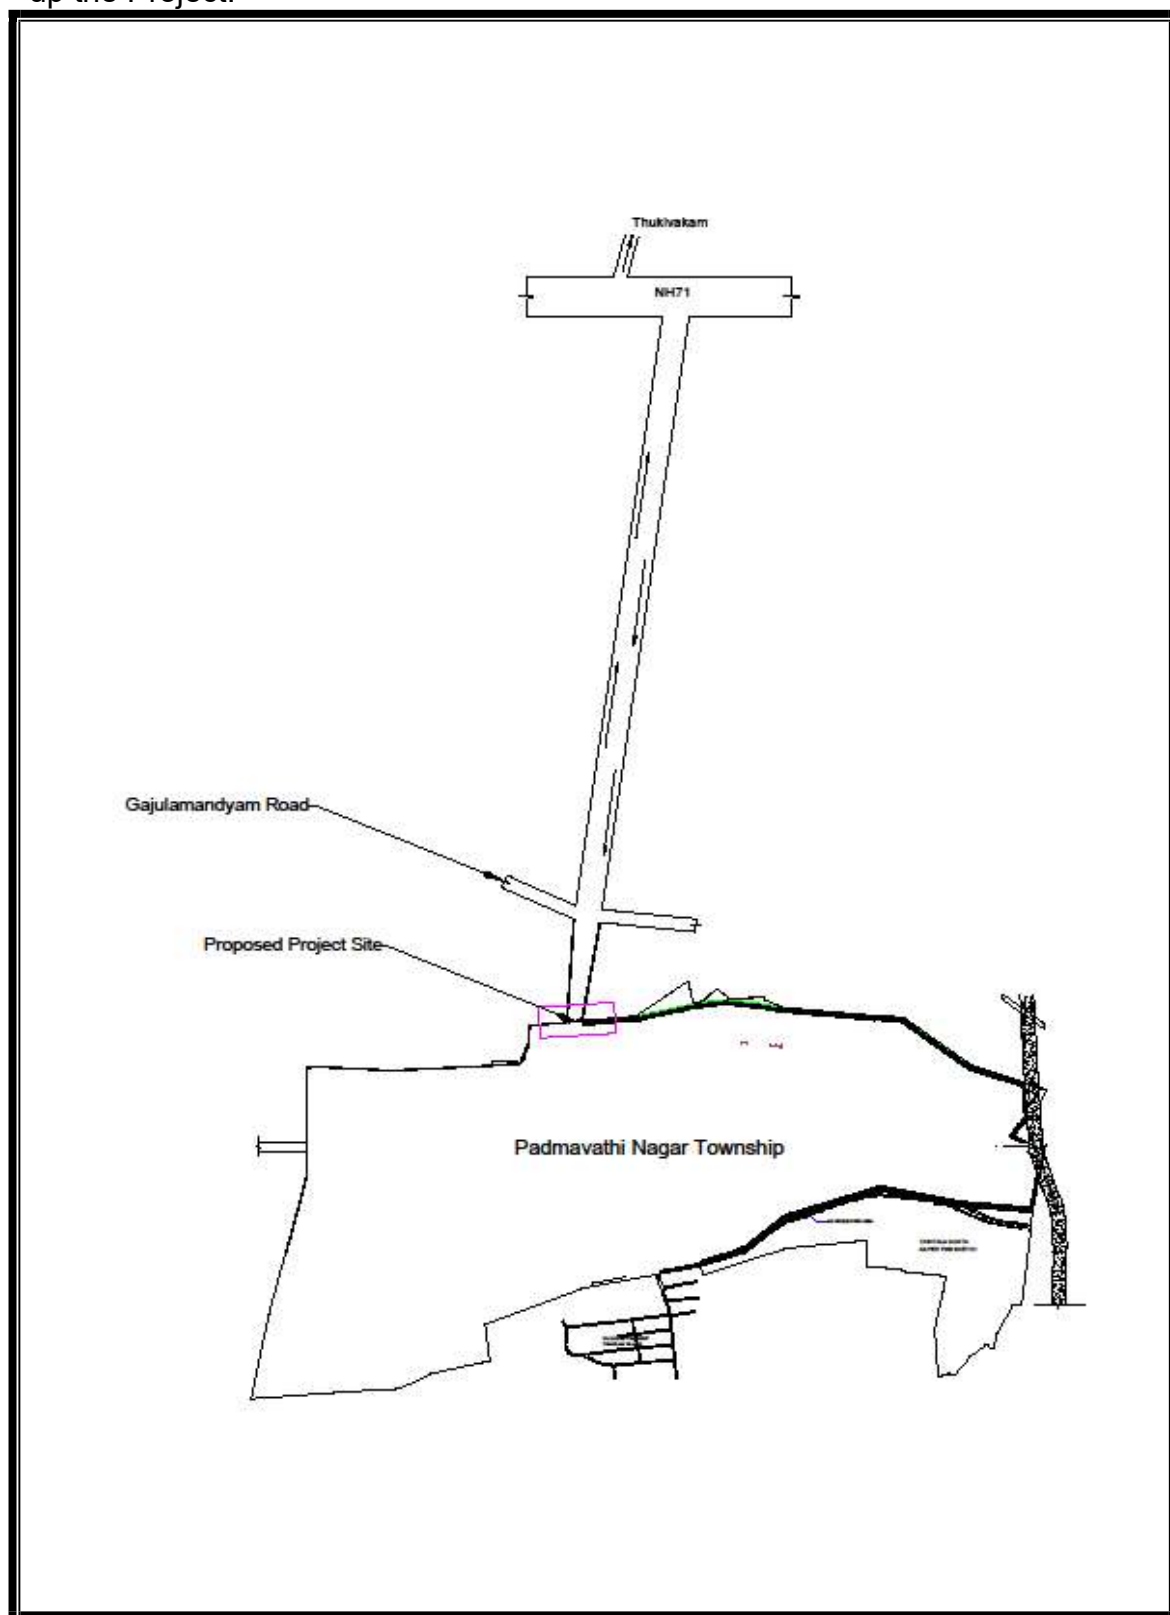 up the Project.
Thukivakam
NH71
Gajulamandyam Road
Proposed Project Site
Padmavathi Nagar Township